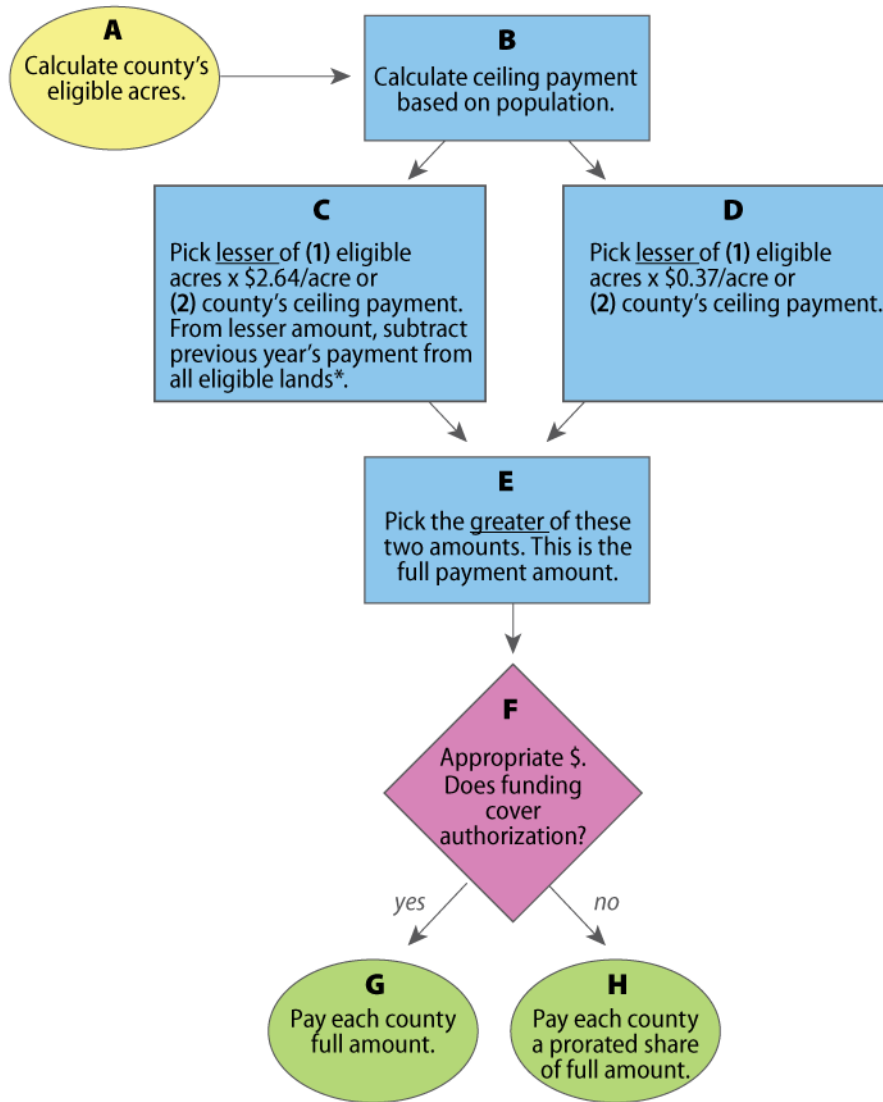 A
Calculate county's
eligible acres.
B
Calculate ceiling payment
based on population.
C
Pick lesser of (1) eligible
acres x $2.64/acre or
(2) county's ceiling payment.
From lesser amount, subtract
previous year's payment from
all eligible lands*.
D
Pick lesser of (1) eligible
acres x $0.37/acre or
(2) county's ceiling payment.
E
Pick the greater of these
two amounts. This is the
full payment amount.
F
Appropriate $.
Does funding
cover
authorization?
yes
no
G
Pay each county
full amount.
H
Pay each county
a prorated share
of full amount.